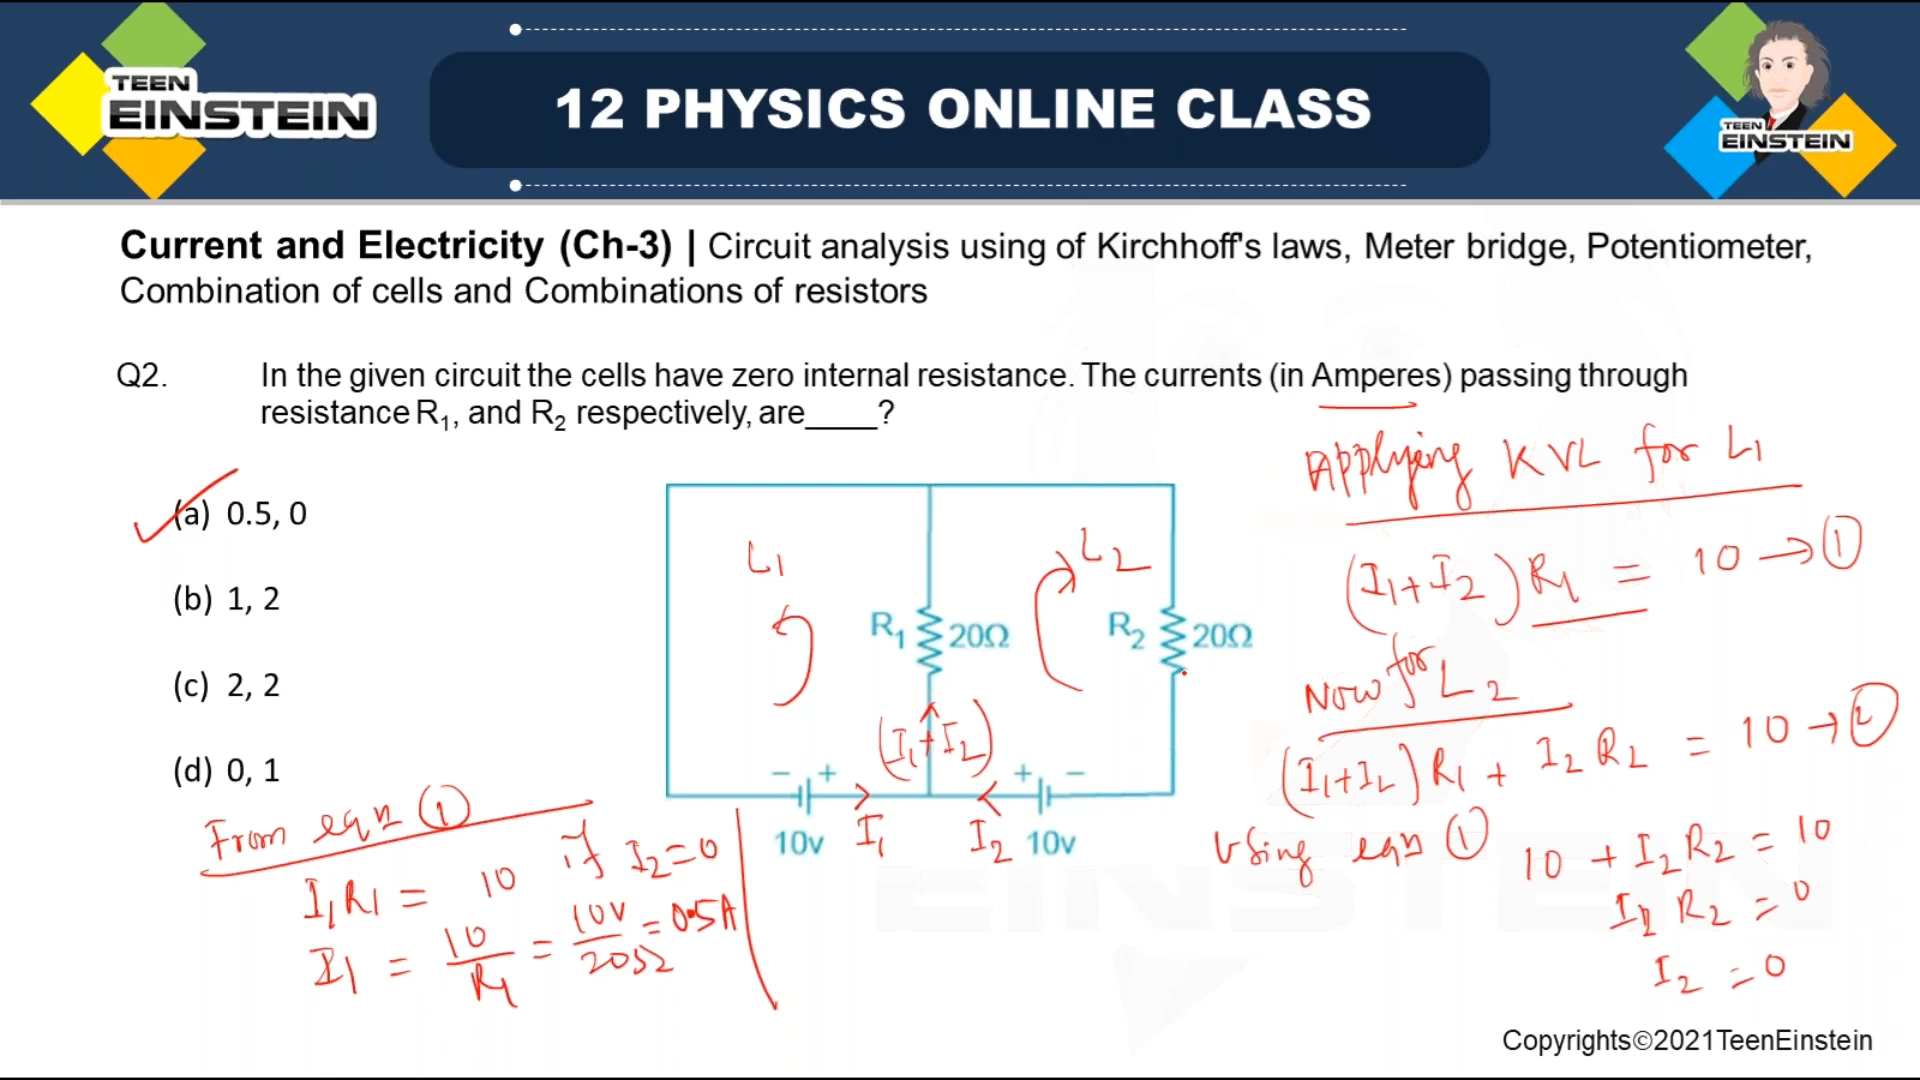 TEEN
EINSTEIN
12 PHYSICS ONLINE CLASS
TEEN
EINSTEIN
Current and Electricity (Ch-3) | Circuit analysis using of Kirchhoff's laws, Meter bridge, Potentiometer,
Combination of cells and Combinations of resistors
Q2. In the given circuit the cells have zero internal resistance. The currents (in Amperes) passing through
resistance R₁, and R₂ respectively, are____?
(a) 0.5, 0
(b) 1, 2
(c) 2, 2
(d) 0, 1
L₁
L₂
R₁ 20Ω
R₂ 20Ω
(I₁+I₂)
− +
+ −
10v I₁ I₂ 10v
Applying KVL for L₁
(I₁+I₂)R₁ = 10 → ①
Now for L₂
(I₁+I₂)R₁ + I₂R₂ = 10 → ②
Using eqn ① 10 + I₂R₂ = 10
I₂R₂ = 0
I₂ = 0
From eqn ①
I₁R₁ = 10 if I₂=0
I₁ = 10/R₁ = 10V/20Ω = 0.5A
EINSTEIN
Copyrights©2021TeenEinstein